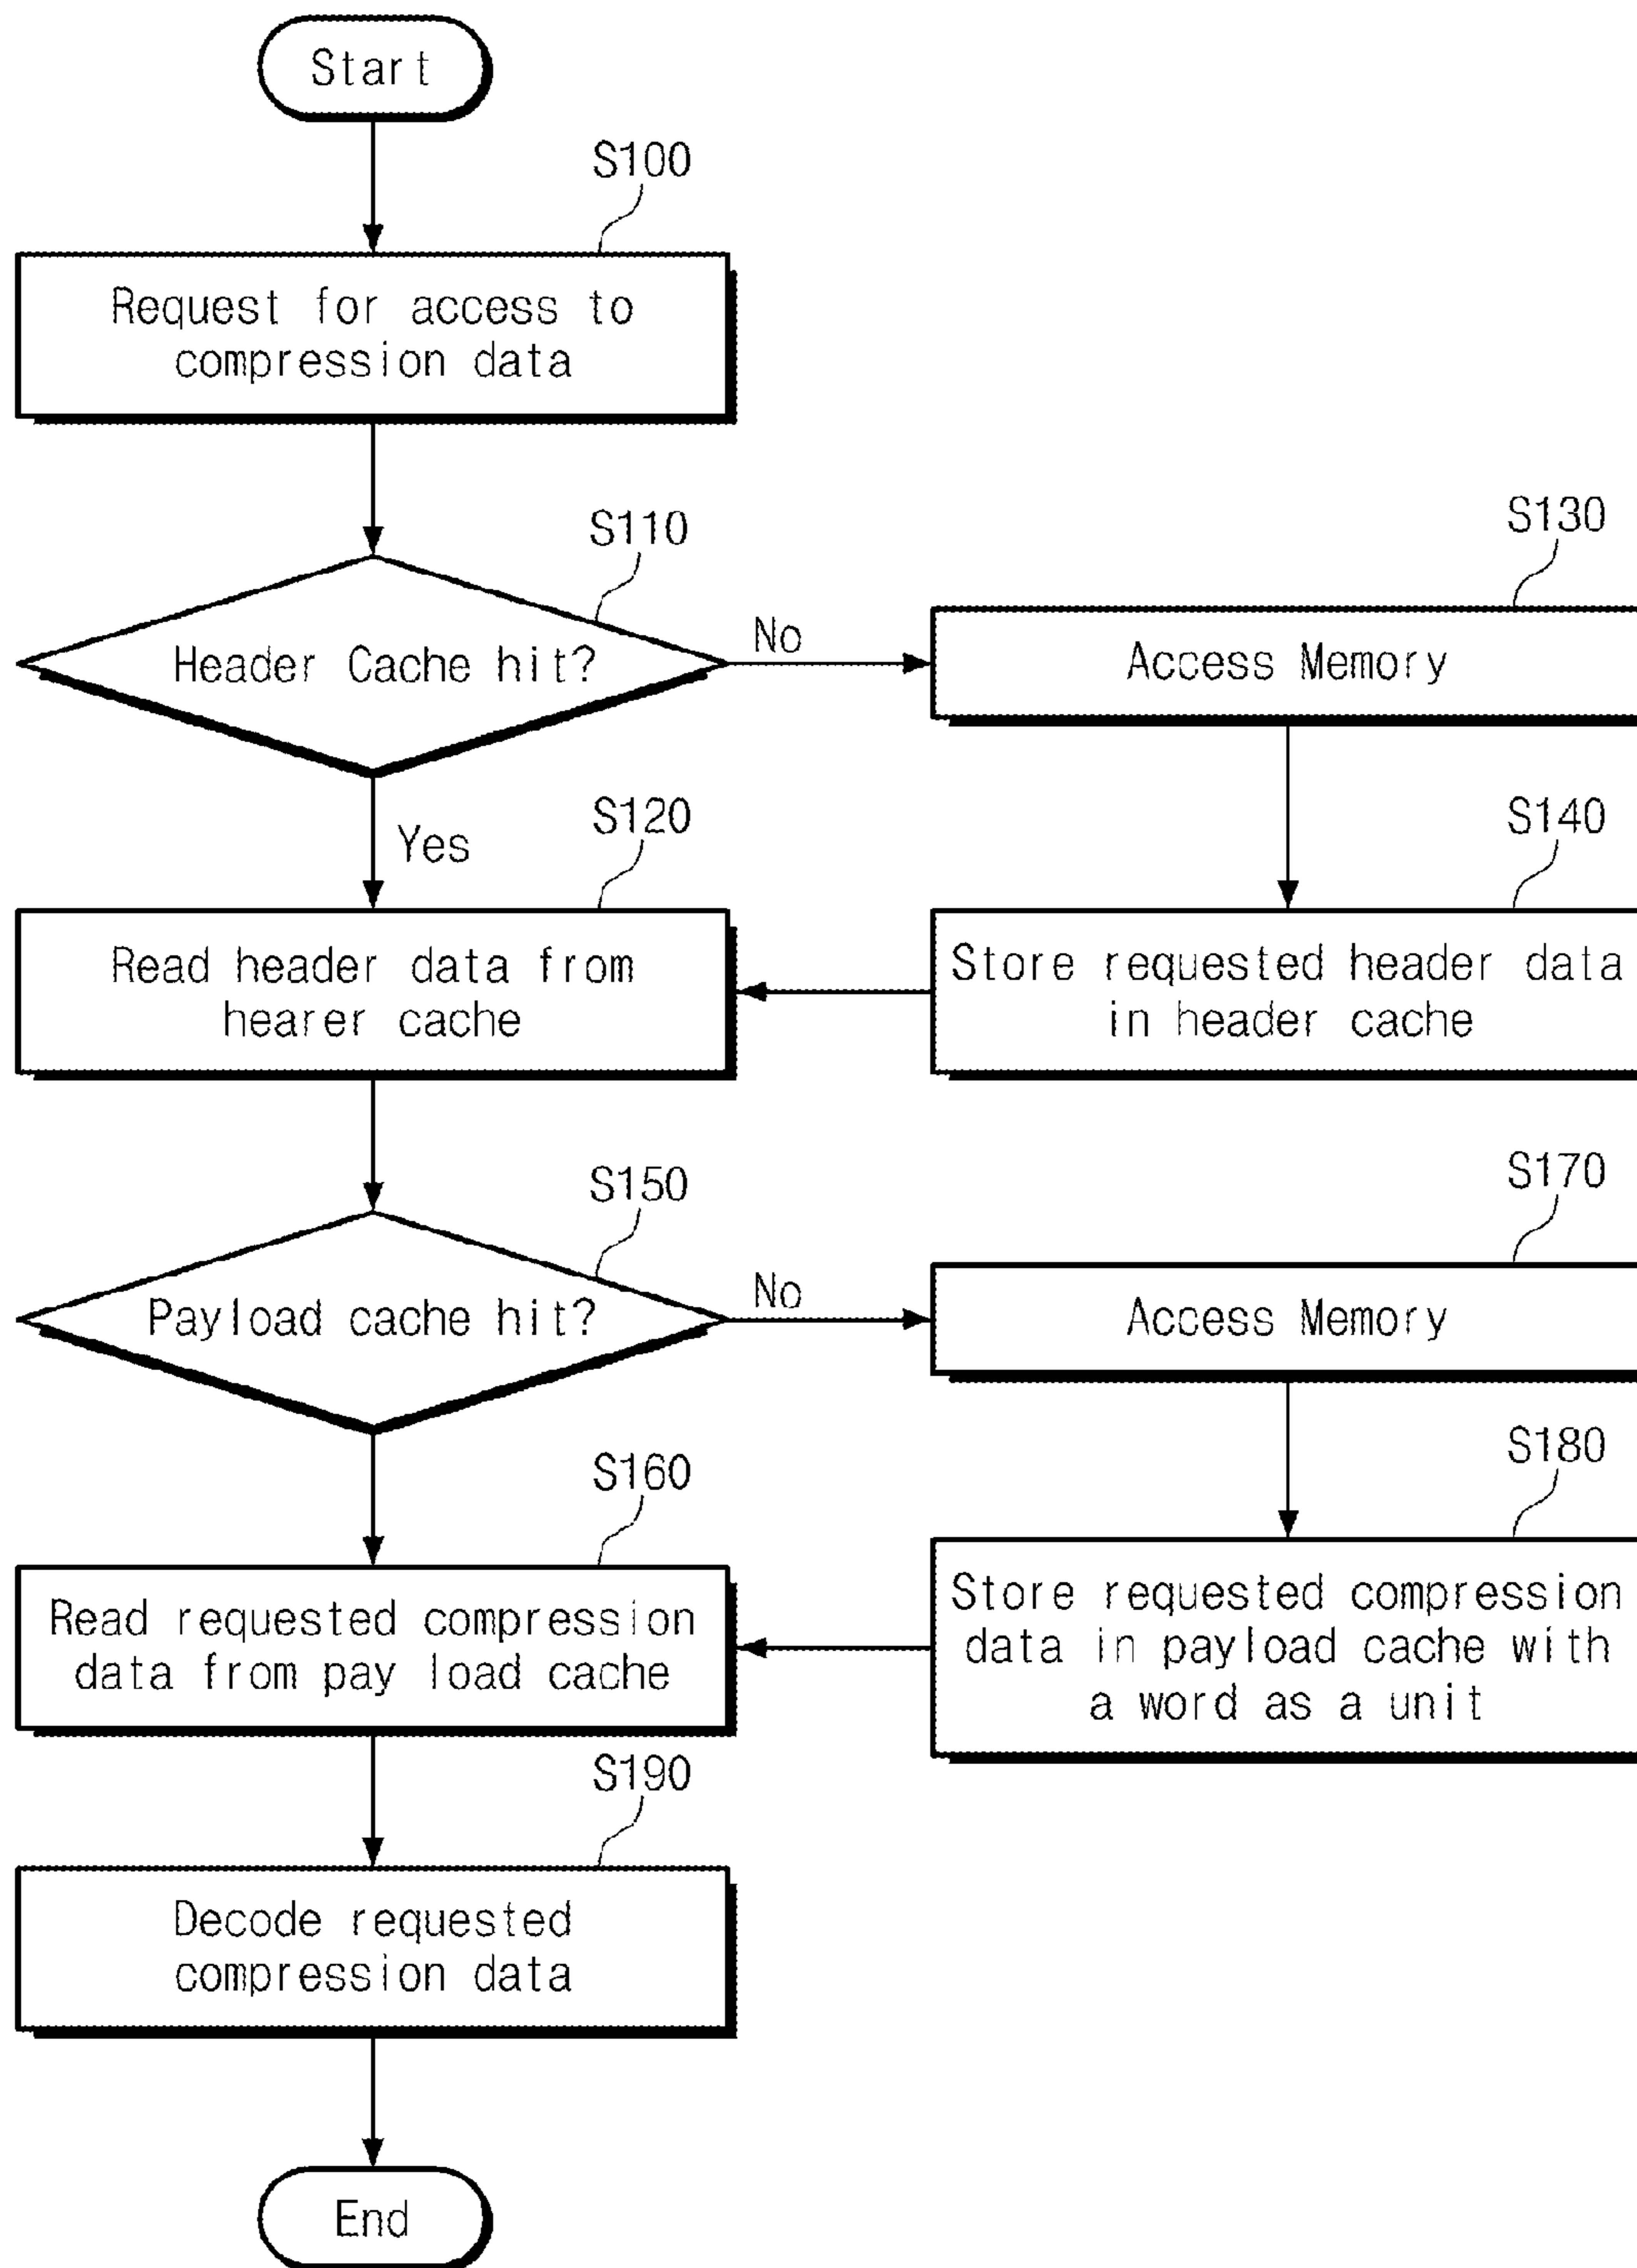 Start
S100
Request for access to
compression data
S110
Header Cache hit?
No
S130
Access Memory
Yes
S120
Read header data from
hearer cache
S140
Store requested header data
in header cache
S150
Payload cache hit?
No
S170
Access Memory
S160
Read requested compression
data from pay load cache
S180
Store requested compression
data in payload cache with
a word as a unit
S190
Decode requested
compression data
End